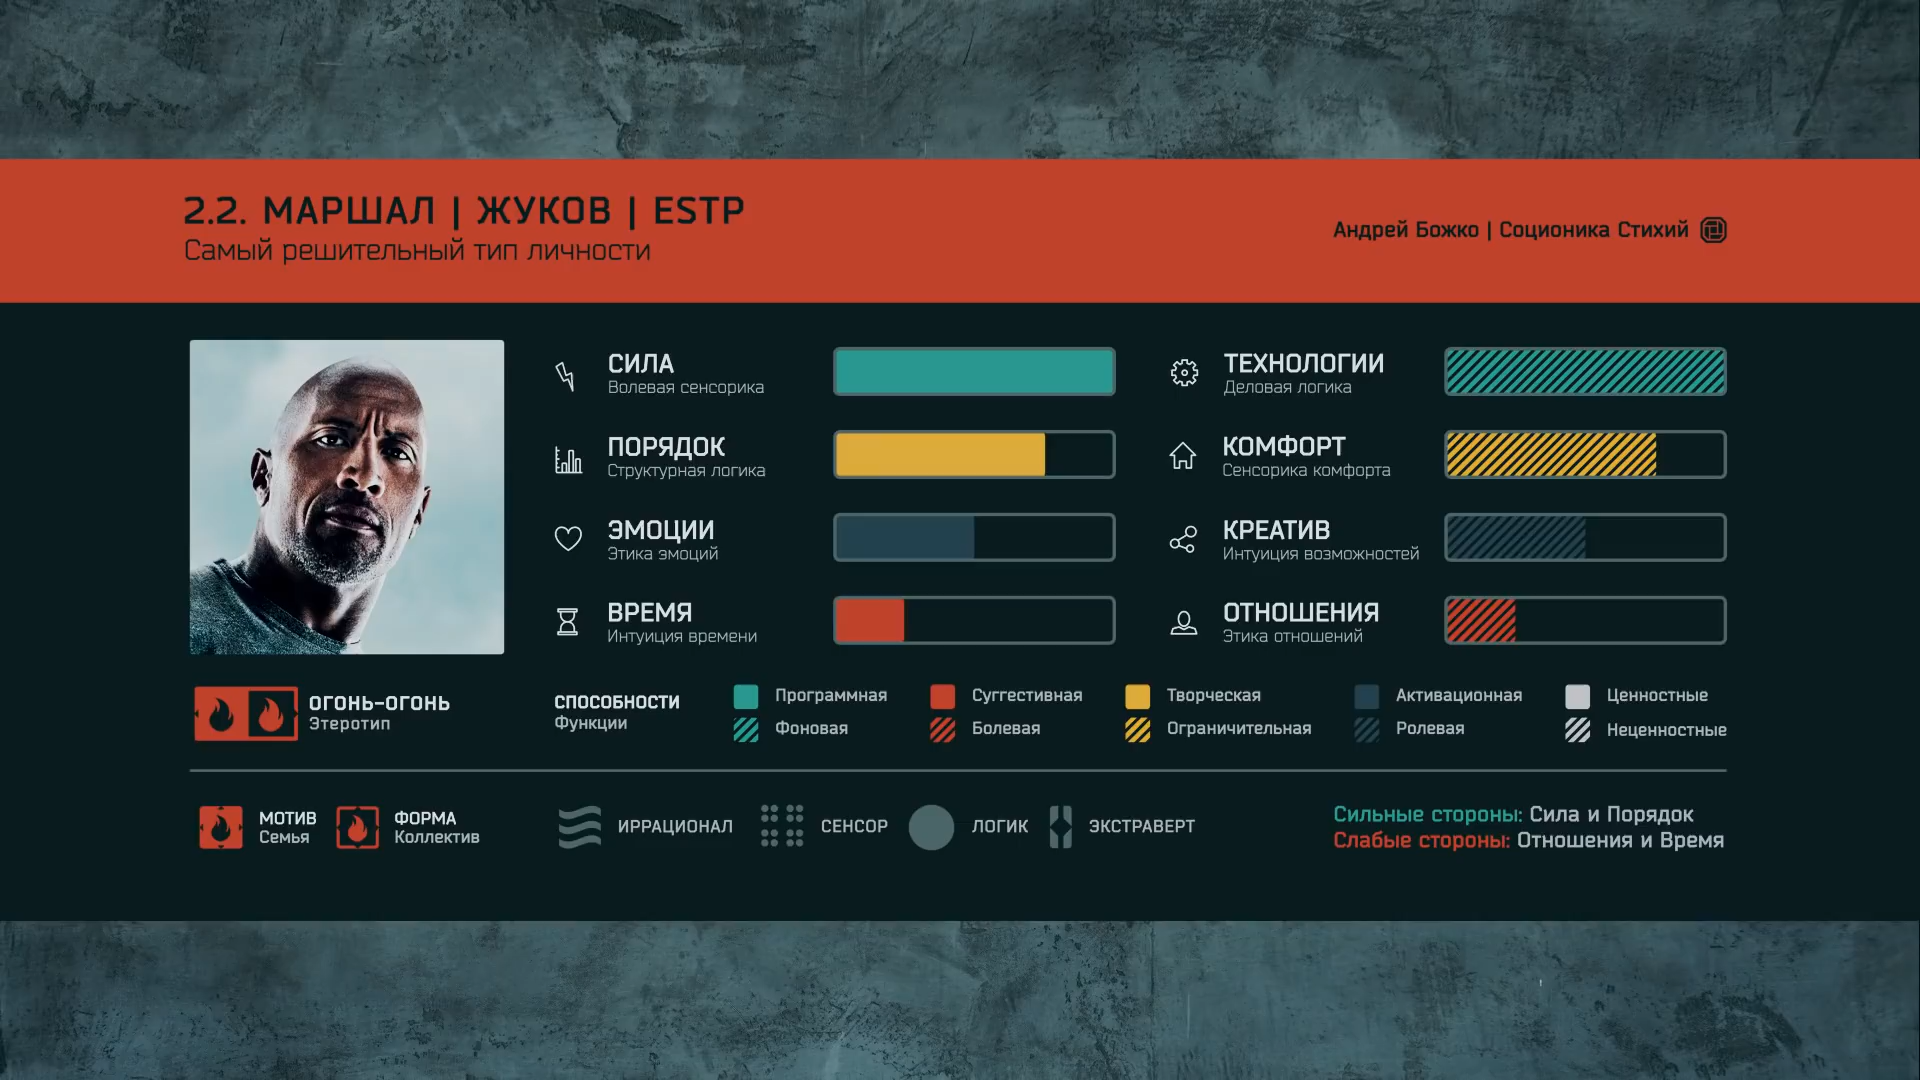 2.2. МАРШАЛ | ЖУКОВ | ESTP
Самый решительный тип личности
Андрей Божко | Соционика Стихий
СИЛА
Волевая сенсорика
ТЕХНОЛОГИИ
Деловая логика
ПОРЯДОК
Структурная логика
КОМФОРТ
Сенсорика комфорта
ЭМОЦИИ
Этика эмоций
КРЕАТИВ
Интуиция возможностей
ВРЕМЯ
Интуиция времени
ОТНОШЕНИЯ
Этика отношений
ОГОНЬ-ОГОНЬ
Этеротип
СПОСОБНОСТИ
Функции
Программная
Суггестивная
Творческая
Активационная
Ценностные
Фоновая
Болевая
Ограничительная
Ролевая
Неценностные
МОТИВ
Семья
ФОРМА
Коллектив
ИРРАЦИОНАЛ
СЕНСОР
ЛОГИК
ЭКСТРАВЕРТ
Сильные стороны: Сила и Порядок
Слабые стороны: Отношения и Время